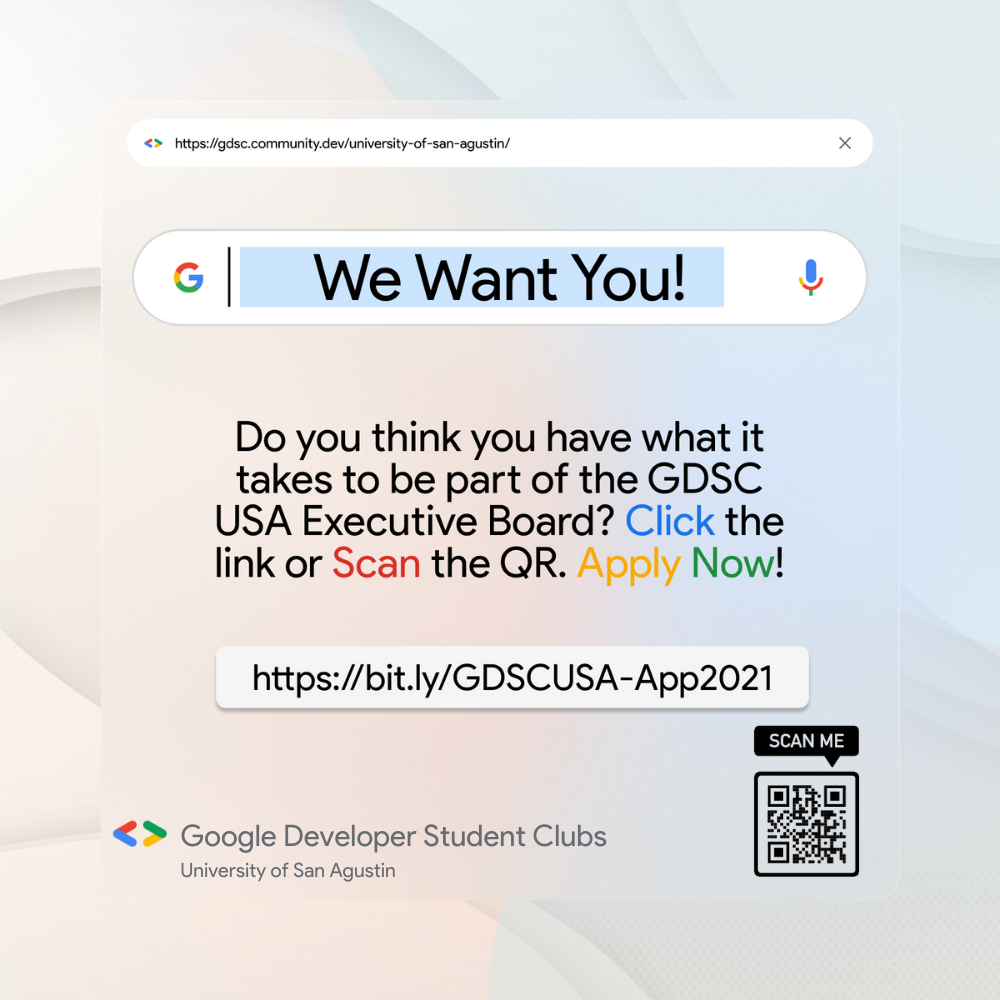 https://gdsc.community.dev/university-of-san-agustin/
We Want You!
Do you think you have what it
takes to be part of the GDSC
USA Executive Board? Click the
link or Scan the QR. Apply Now!
https://bit.ly/GDSCUSA-App2021
SCAN ME
Google Developer Student Clubs
University of San Agustin